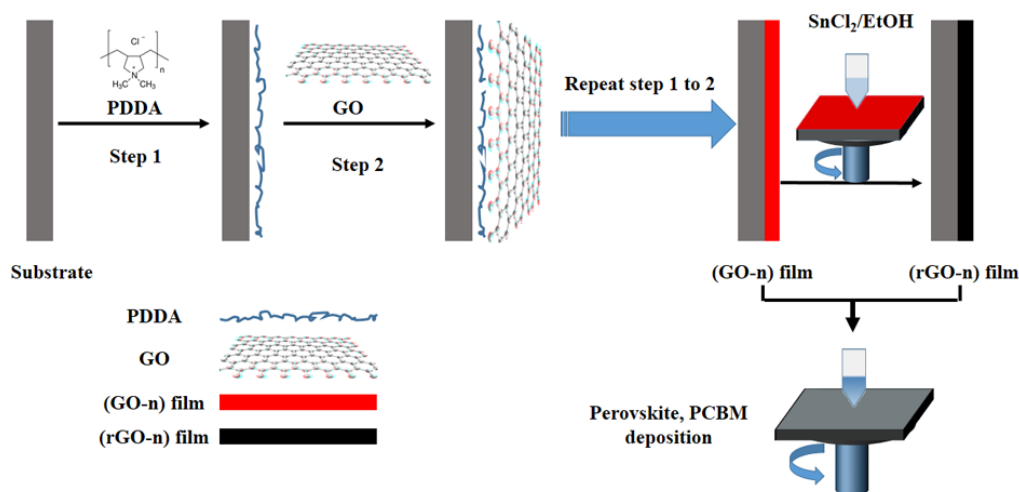 SnCl₂/EtOH
Cl⁻
n
N⁺
H₃C CH₃
PDDA
GO
Repeat step 1 to 2
Step 1
Step 2
Substrate
(GO-n) film
(rGO-n) film
PDDA
GO
(GO-n) film
(rGO-n) film
Perovskite, PCBM
deposition